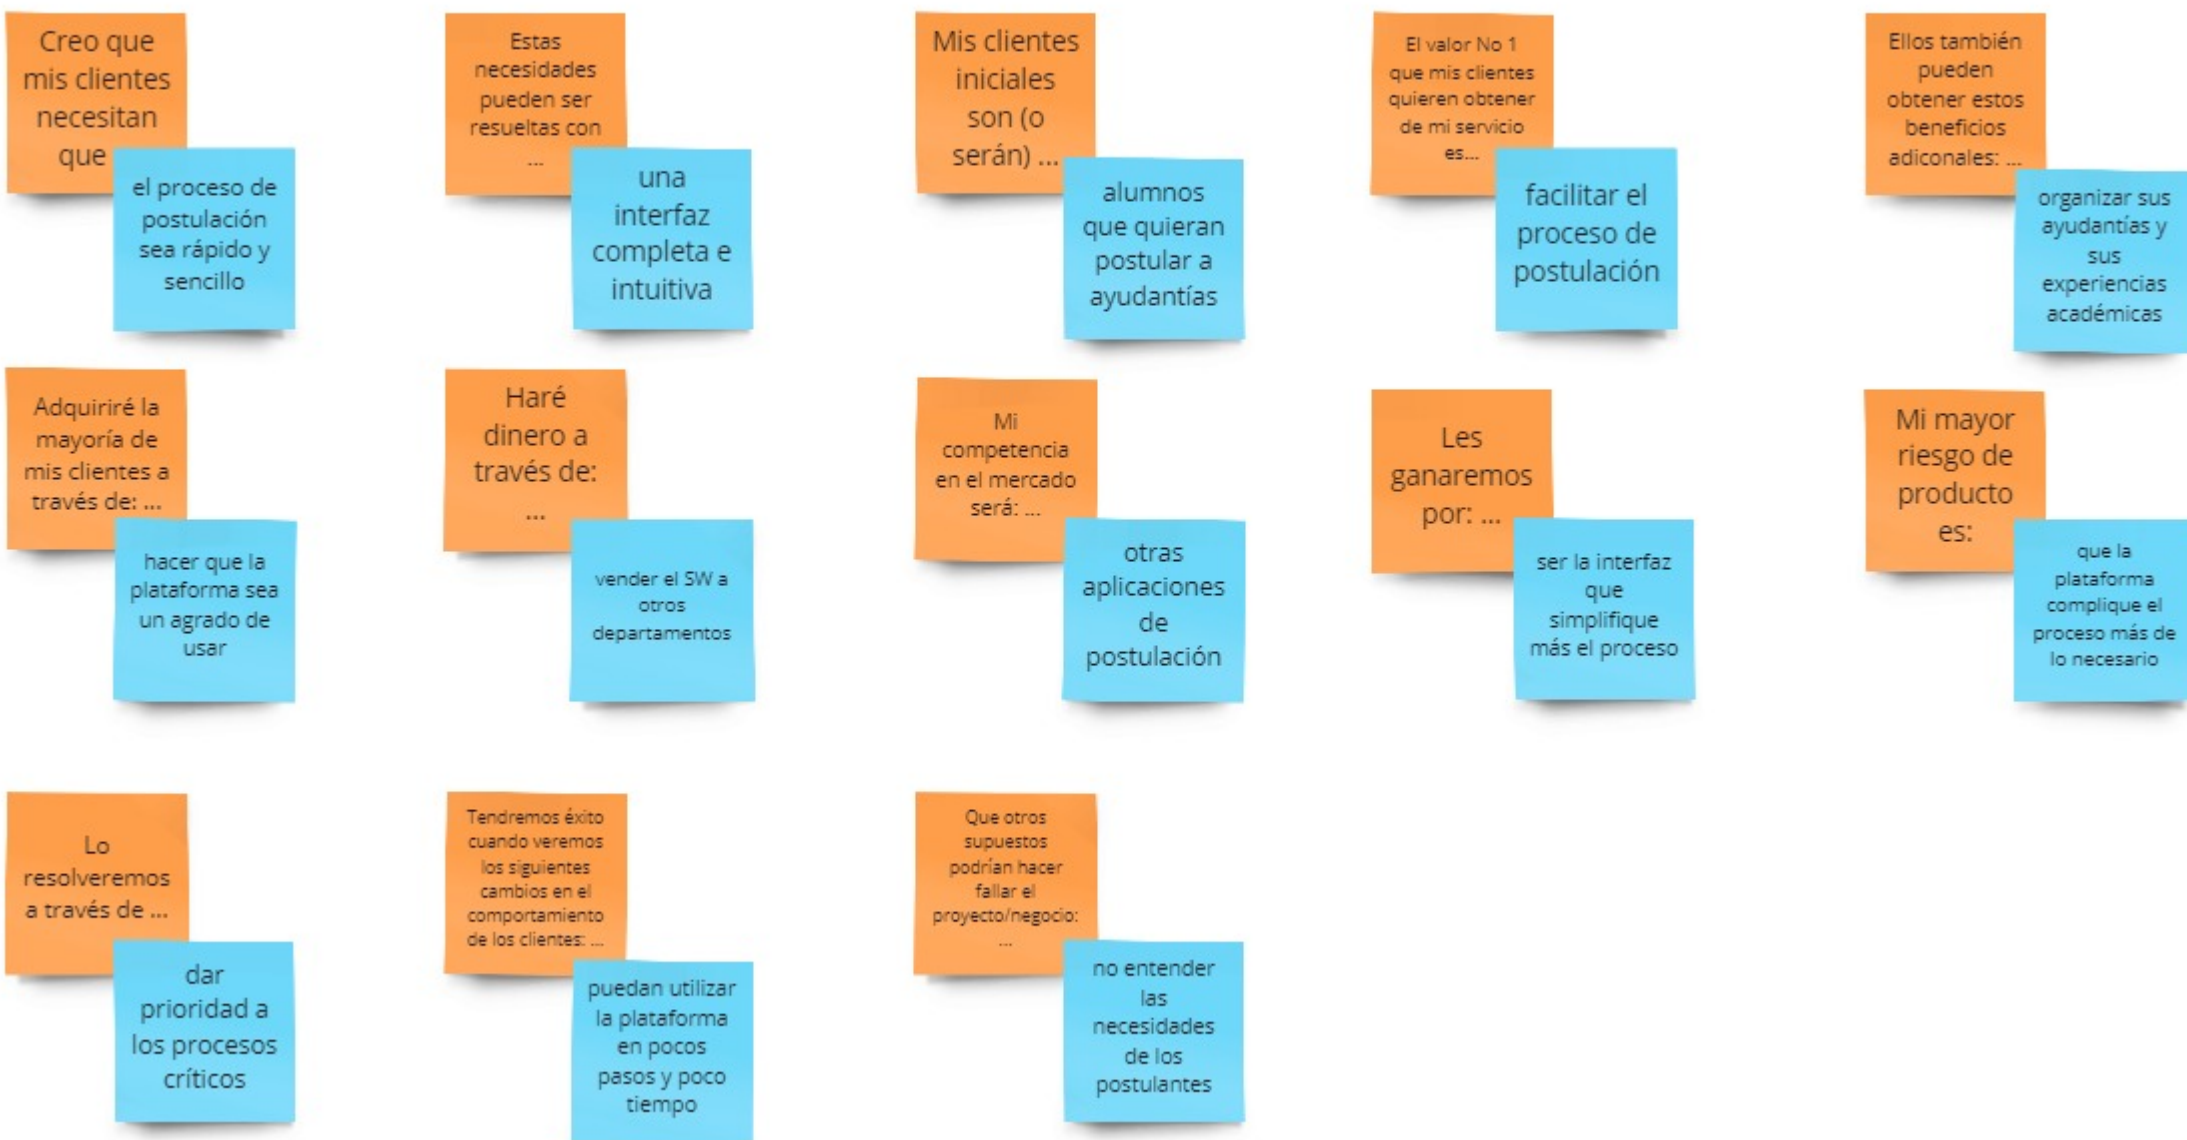 Creo que
mis clientes
necesitan
que
el proceso de
postulación
sea rápido y
sencillo
Estas
necesidades
pueden ser
resueltas con
...
una
interfaz
completa e
intuitiva
Mis clientes
iniciales
son (o
serán) ...
alumnos
que quieran
postular a
ayudantías
El valor No 1
que mis clientes
quieren obtener
de mi servicio
es...
facilitar el
proceso de
postulación
Ellos también
pueden
obtener estos
beneficios
adiconales: ...
organizar sus
ayudantías y
sus
experiencias
académicas
Adquiriré la
mayoría de
mis clientes a
través de: ...
hacer que la
plataforma sea
un agrado de
usar
Haré
dinero a
través de:
...
vender el SW a
otros
departamentos
Mi
competencia
en el mercado
será: ...
otras
aplicaciones
de
postulación
Les
ganaremos
por: ...
ser la interfaz
que
simplifique
más el proceso
Mi mayor
riesgo de
producto
es:
que la
plataforma
complique el
proceso más de
lo necesario
Lo
resolveremos
a través de ...
dar
prioridad a
los procesos
críticos
Tendremos éxito
cuando veremos
los siguientes
cambios en el
comportamiento
de los clientes: ...
puedan utilizar
la plataforma
en pocos
pasos y poco
tiempo
Que otros
supuestos
podrían hacer
fallar el
proyecto/negocio:
...
no entender
las
necesidades
de los
postulantes